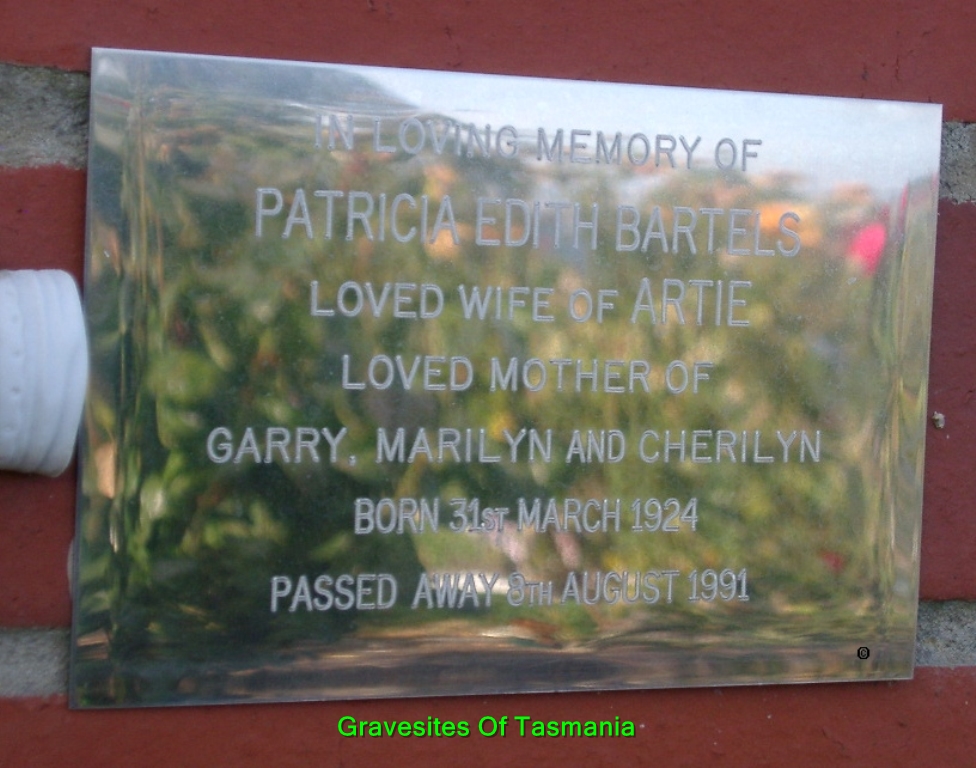 IN LOVING MEMORY OF
PATRICIA EDITH BARTELS
LOVED WIFE OF ARTIE
LOVED MOTHER OF
GARRY, MARILYN AND CHERILYN
BORN 31ST MARCH 1924
PASSED AWAY 8TH AUGUST 1991
©
Gravesites Of Tasmania